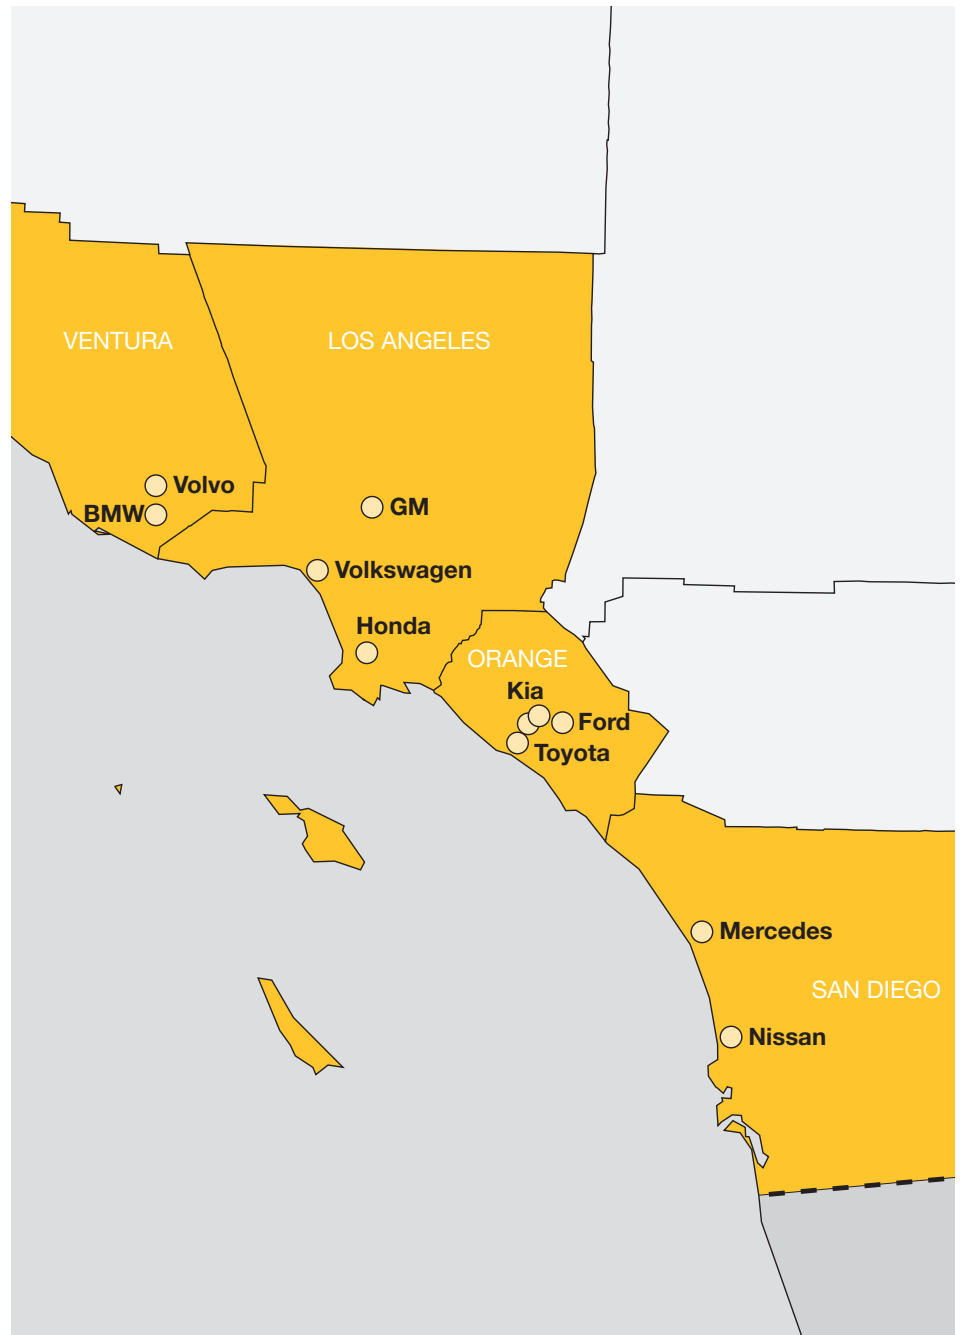 VENTURA
LOS ANGELES
Volvo
BMW
GM
Volkswagen
Honda
ORANGE
Kia
Ford
Toyota
Mercedes
SAN DIEGO
Nissan